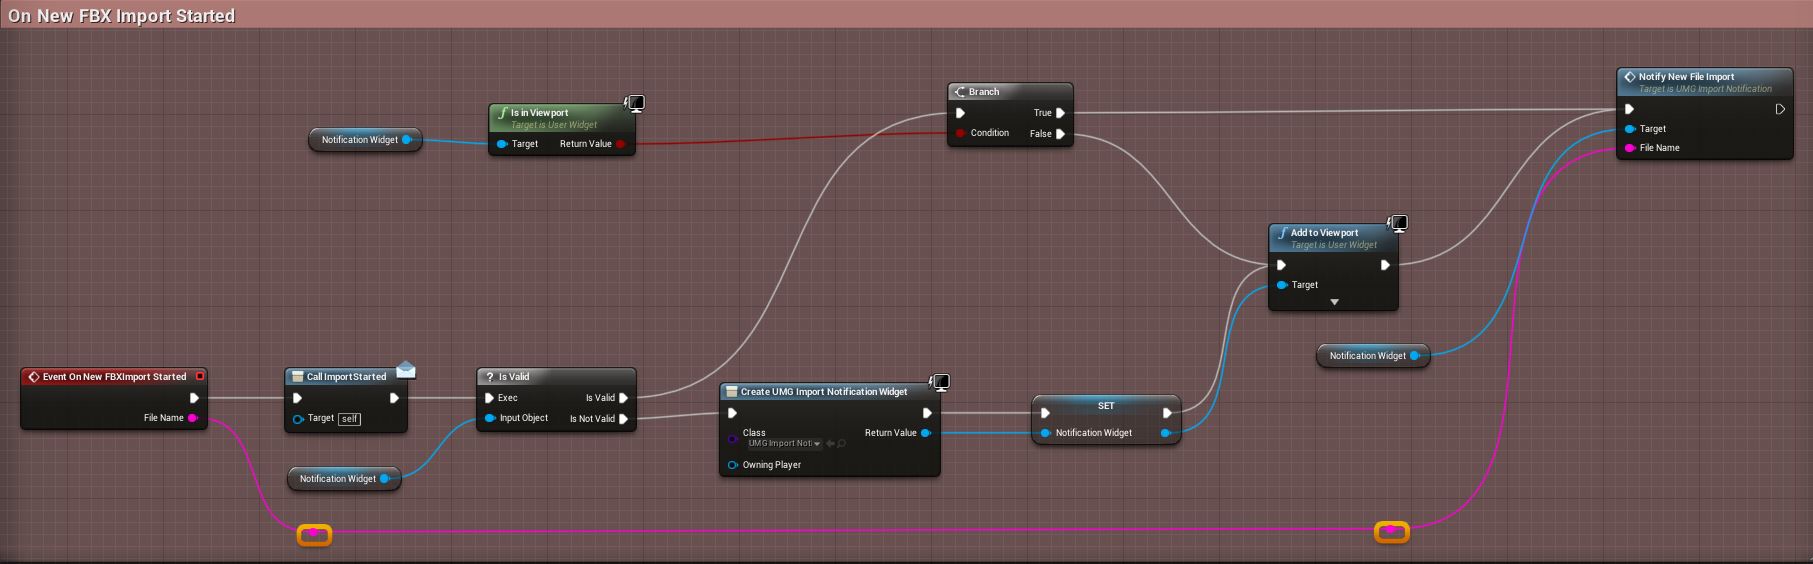 On New FBX Import Started
Notification Widget
Is in Viewport
Target is User Widget
Target
Return Value
Branch
True
Condition
False
Notify New File Import
Target is UMG Import Notification
Target
File Name
Add to Viewport
Target is User Widget
Target
Notification Widget
Event On New FBXImport Started
File Name
Call ImportStarted
Target self
Notification Widget
? Is Valid
Exec
Is Valid
Input Object
Is Not Valid
Create UMG Import Notification Widget
Class
UMG Import Noti
Return Value
Owning Player
SET
Notification Widget